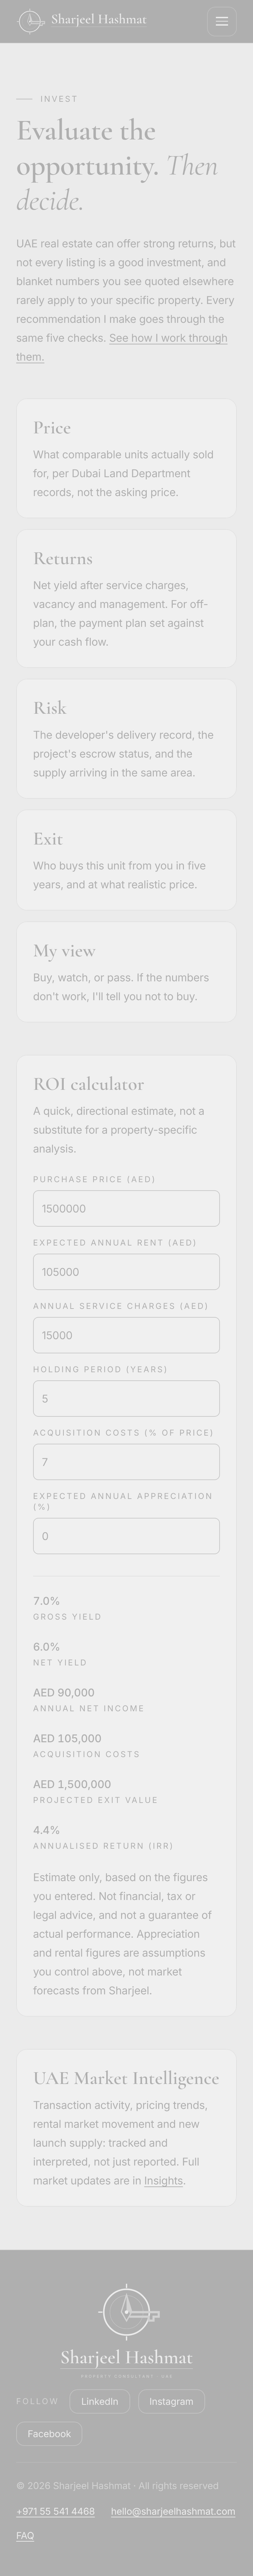 Sharjeel Hashmat
INVEST
Evaluate the
opportunity. Then
decide.
UAE real estate can offer strong returns, but
not every listing is a good investment, and
blanket numbers you see quoted elsewhere
rarely apply to your specific property. Every
recommendation I make goes through the
same five checks. See how I work through
them.
Price
What comparable units actually sold
for, per Dubai Land Department
records, not the asking price.
Returns
Net yield after service charges,
vacancy and management. For off-
plan, the payment plan set against
your cash flow.
Risk
The developer's delivery record, the
project's escrow status, and the
supply arriving in the same area.
Exit
Who buys this unit from you in five
years, and at what realistic price.
My view
Buy, watch, or pass. If the numbers
don't work, I'll tell you not to buy.
ROI calculator
A quick, directional estimate, not a
substitute for a property-specific
analysis.
PURCHASE PRICE (AED)
1500000
EXPECTED ANNUAL RENT (AED)
105000
ANNUAL SERVICE CHARGES (AED)
15000
HOLDING PERIOD (YEARS)
5
ACQUISITION COSTS (% OF PRICE)
7
EXPECTED ANNUAL APPRECIATION
(%)
0
7.0%
GROSS YIELD
6.0%
NET YIELD
AED 90,000
ANNUAL NET INCOME
AED 105,000
ACQUISITION COSTS
AED 1,500,000
PROJECTED EXIT VALUE
4.4%
ANNUALISED RETURN (IRR)
Estimate only, based on the figures
you entered. Not financial, tax or
legal advice, and not a guarantee of
actual performance. Appreciation
and rental figures are assumptions
you control above, not market
forecasts from Sharjeel.
UAE Market Intelligence
Transaction activity, pricing trends,
rental market movement and new
launch supply: tracked and
interpreted, not just reported. Full
market updates are in Insights.
Sharjeel Hashmat
PROPERTY CONSULTANT · UAE
FOLLOW LinkedIn Instagram
Facebook
© 2026 Sharjeel Hashmat · All rights reserved
+971 55 541 4468 hello@sharjeelhashmat.com
FAQ